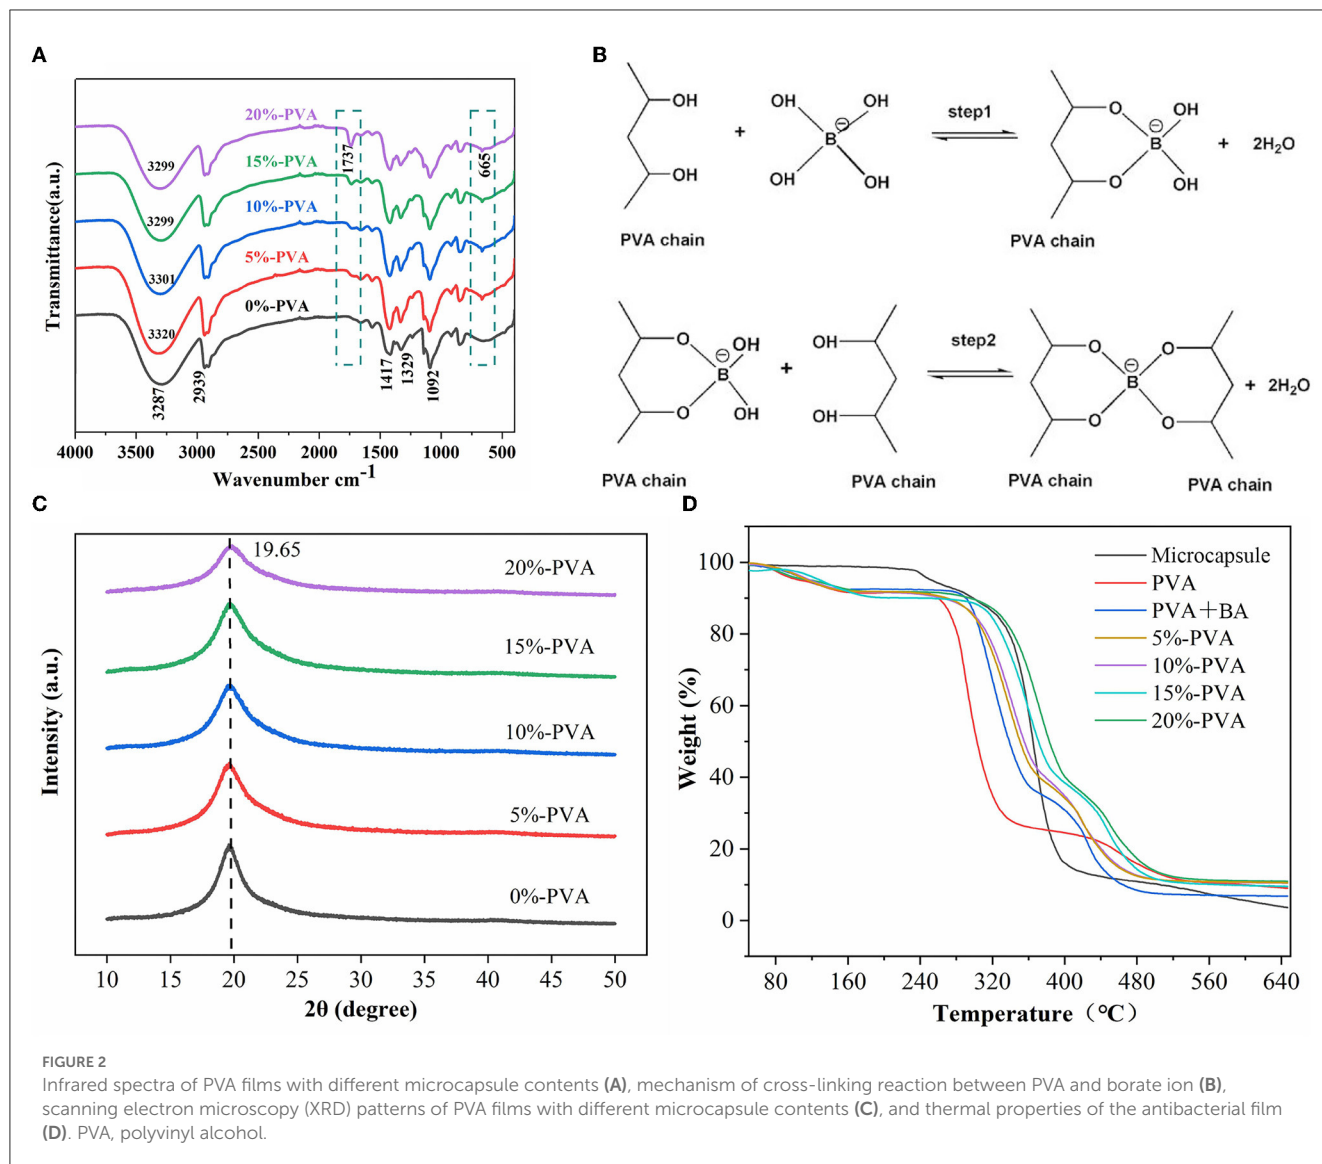 A
20%-PVA
3299
15%-PVA
1737
665
3299
10%-PVA
3301
5%-PVA
3320
0%-PVA
3287
2939
1417
1329
1092
Transmittance(a.u.)
4000 3500 3000 2500 2000 1500 1000 500
Wavenumber cm-1
B
OH
OH
PVA chain
+
OH
OH
B
⊖
OH
OH
step1
O
O
B
⊖
OH
OH
PVA chain
+ 2H2O
O
O
B
⊖
OH
OH
PVA chain
+
OH
OH
PVA chain
step2
O
O
B
⊖
O
O
PVA chain
PVA chain
+ 2H2O
C
19.65
20%-PVA
15%-PVA
10%-PVA
5%-PVA
0%-PVA
Intensity (a.u.)
10 15 20 25 30 35 40 45 50
2θ (degree)
D
Microcapsule
PVA
PVA+BA
5%-PVA
10%-PVA
15%-PVA
20%-PVA
100
80
60
40
20
0
Weight (%)
80 160 240 320 400 480 560 640
Temperature (℃)
FIGURE 2
Infrared spectra of PVA films with different microcapsule contents (A), mechanism of cross-linking reaction between PVA and borate ion (B),
scanning electron microscopy (XRD) patterns of PVA films with different microcapsule contents (C), and thermal properties of the antibacterial film
(D). PVA, polyvinyl alcohol.